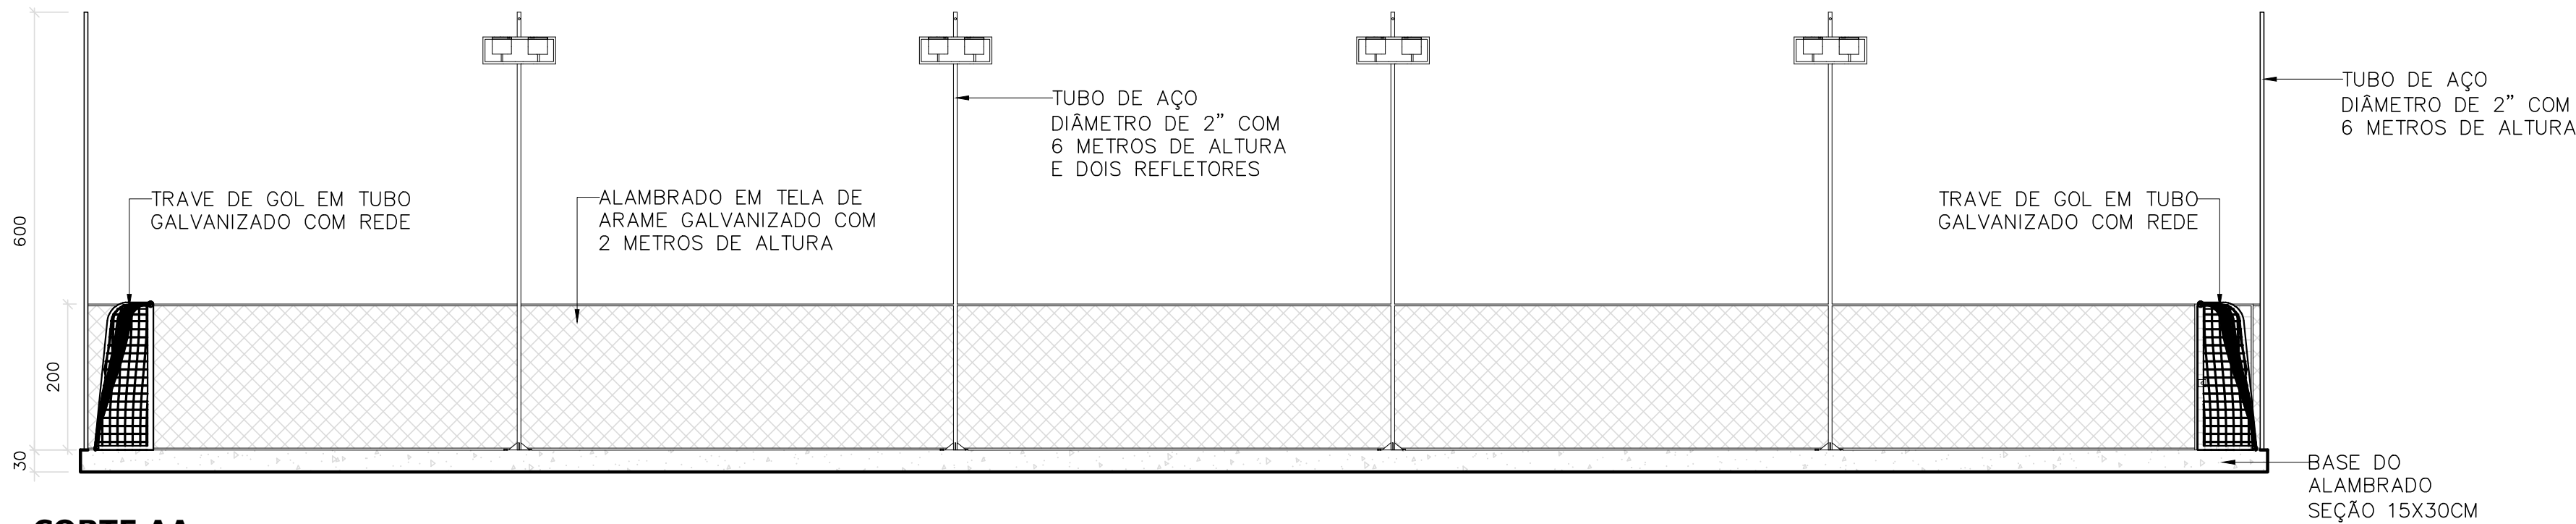 TUBO DE AÇO
DIÂMETRO DE 2” COM
6 METROS DE ALTURA
TUBO DE AÇO
DIÂMETRO DE 2” COM
6 METROS DE ALTURA
E DOIS REFLETORES
TRAVE DE GOL EM TUBO
GALVANIZADO COM REDE
ALAMBRADO EM TELA DE
ARAME GALVANIZADO COM
2 METROS DE ALTURA
TRAVE DE GOL EM TUBO
GALVANIZADO COM REDE
600
200
30
BASE DO
ALAMBRADO
SEÇÃO 15X30CM
CORTE AA